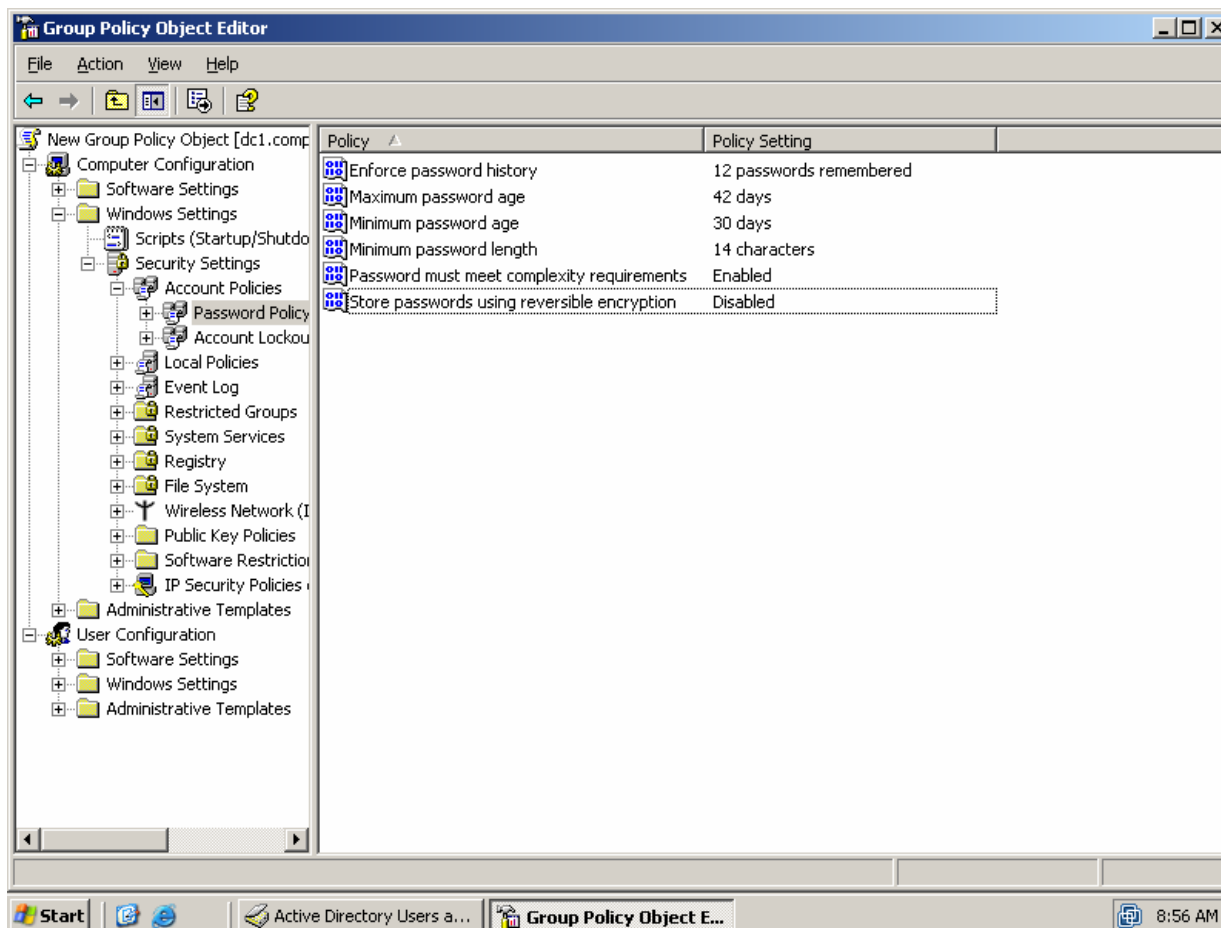 Group Policy Object Editor
File Action View Help
New Group Policy Object [dc1.comp
Computer Configuration
Software Settings
Windows Settings
Scripts (Startup/Shutdo
Security Settings
Account Policies
Password Policy
Account Lockou
Local Policies
Event Log
Restricted Groups
System Services
Registry
File System
Wireless Network (I
Public Key Policies
Software Restriction
IP Security Policies
Administrative Templates
User Configuration
Software Settings
Windows Settings
Administrative Templates
Policy Policy Setting
Enforce password history 12 passwords remembered
Maximum password age 42 days
Minimum password age 30 days
Minimum password length 14 characters
Password must meet complexity requirements Enabled
Store passwords using reversible encryption Disabled
Start Active Directory Users a... Group Policy Object E... 8:56 AM